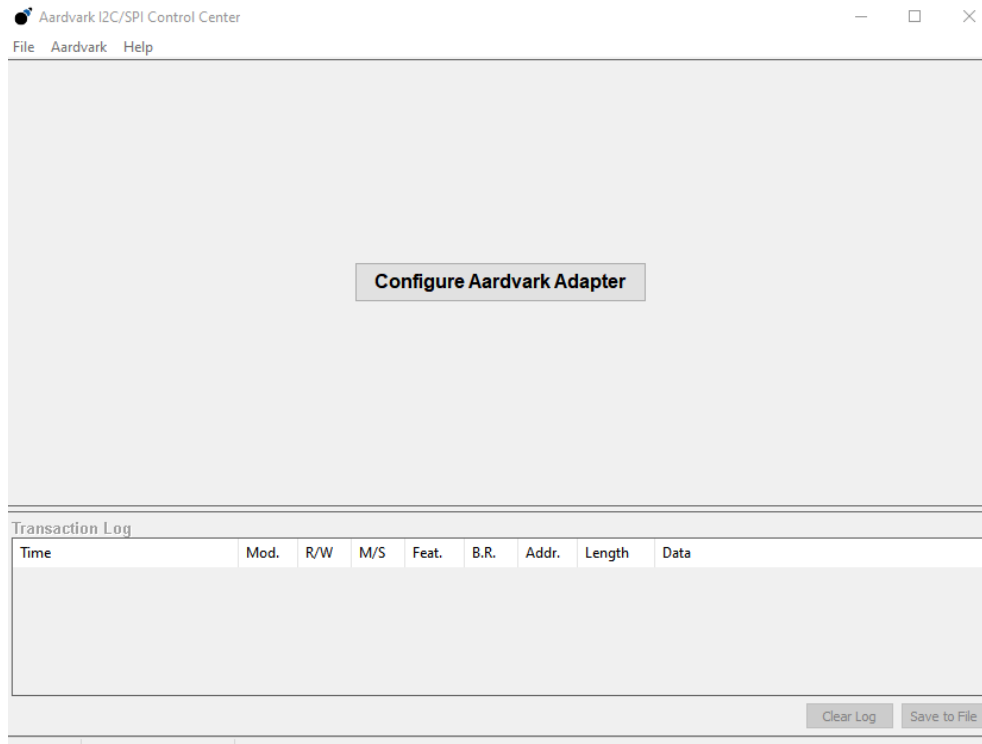 Aardvark I2C/SPI Control Center
File Aardvark Help
Configure Aardvark Adapter
Transaction Log
Time Mod. R/W M/S Feat. B.R. Addr. Length Data
Clear Log Save to File